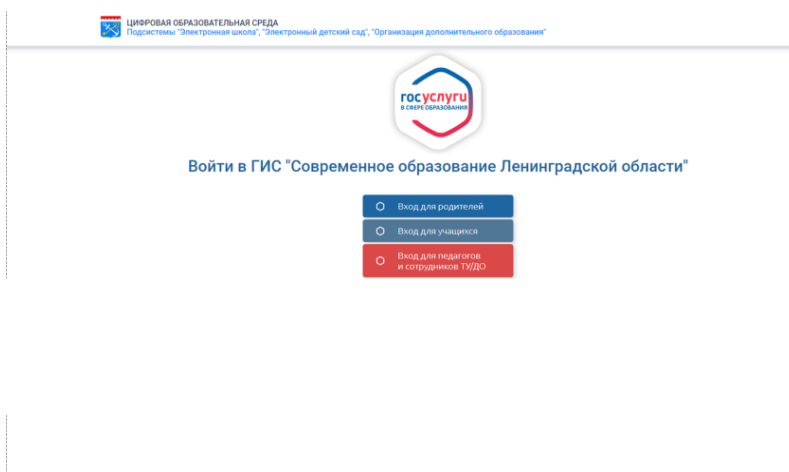 ЦИФРОВАЯ ОБРАЗОВАТЕЛЬНАЯ СРЕДА
Подсистемы "Электронная школа", "Электронный детский сад", "Организация дополнительного образования"
госуслуги
В СФЕРЕ ОБРАЗОВАНИЯ
Войти в ГИС "Современное образование Ленинградской области"
Вход для родителей
Вход для учащихся
Вход для педагогов
и сотрудников ТУ/ДО